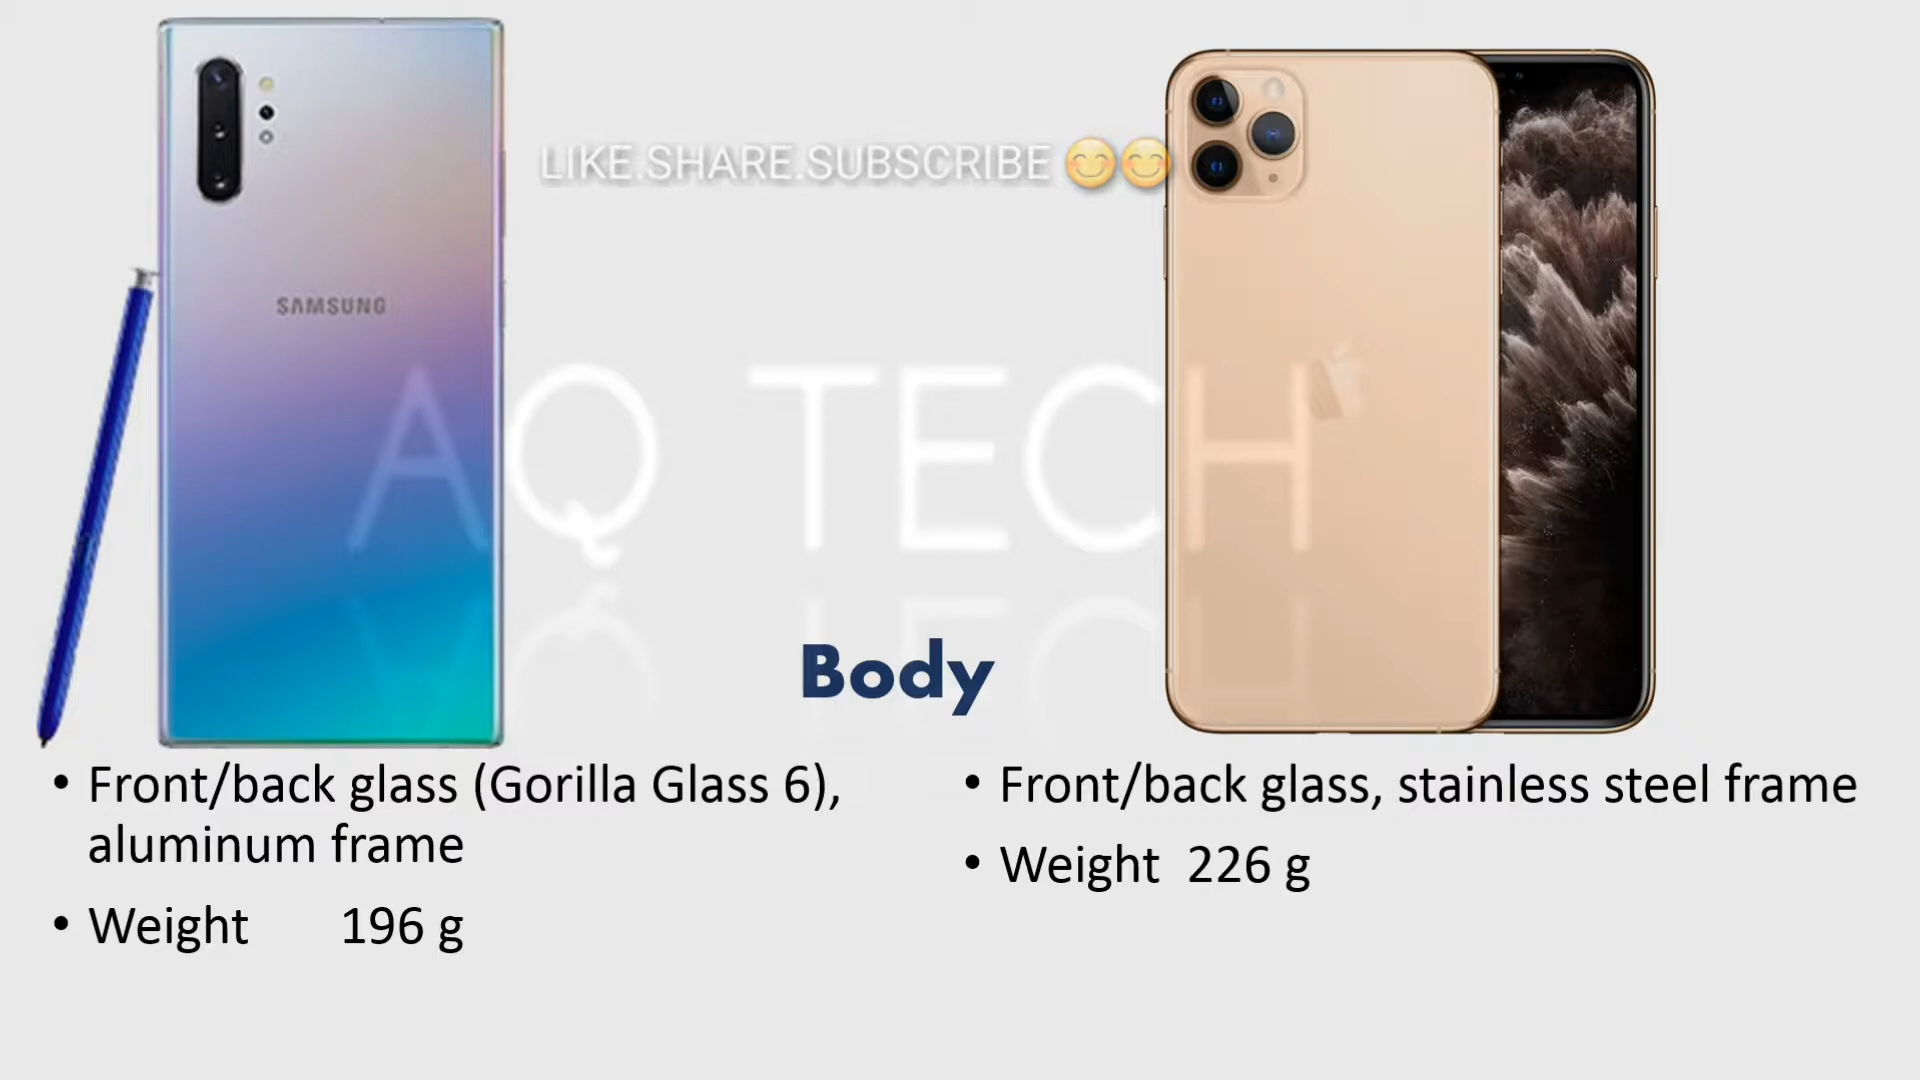 LIKE.SHARE.SUBSCRIBE 😊😊
SAMSUNG
AQ TECH
Body
• Front/back glass (Gorilla Glass 6),
aluminum frame
• Weight 196 g
• Front/back glass, stainless steel frame
• Weight 226 g